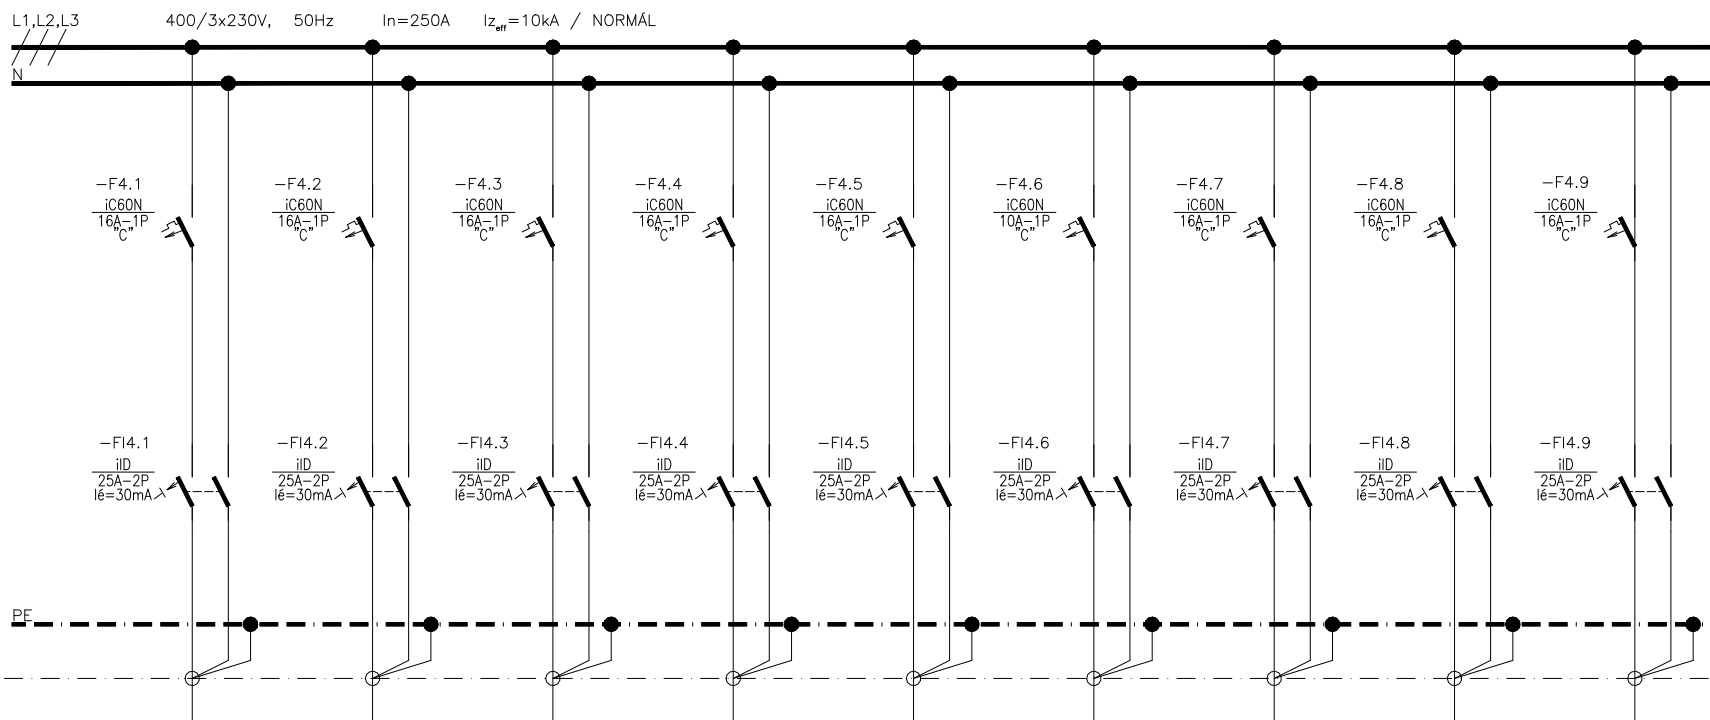 L1,L2,L3 400/3x230V, 50Hz In=250A Izeff=10kA / NORMÁL
N
-F4.1 -F4.2 -F4.3 -F4.4 -F4.5 -F4.6 -F4.7 -F4.8 -F4.9
iC60N iC60N iC60N iC60N iC60N iC60N iC60N iC60N iC60N
16A-1P 16A-1P 16A-1P 16A-1P 16A-1P 10A-1P 16A-1P 16A-1P 16A-1P
"C" "C" "C" "C" "C" "C" "C" "C" "C"
-FI4.1 -FI4.2 -FI4.3 -FI4.4 -FI4.5 -FI4.6 -FI4.7 -FI4.8 -FI4.9
iID iID iID iID iID iID iID iID iID
25A-2P 25A-2P 25A-2P 25A-2P 25A-2P 25A-2P 25A-2P 25A-2P 25A-2P
Ié=30mA Ié=30mA Ié=30mA Ié=30mA Ié=30mA Ié=30mA Ié=30mA Ié=30mA Ié=30mA
PE